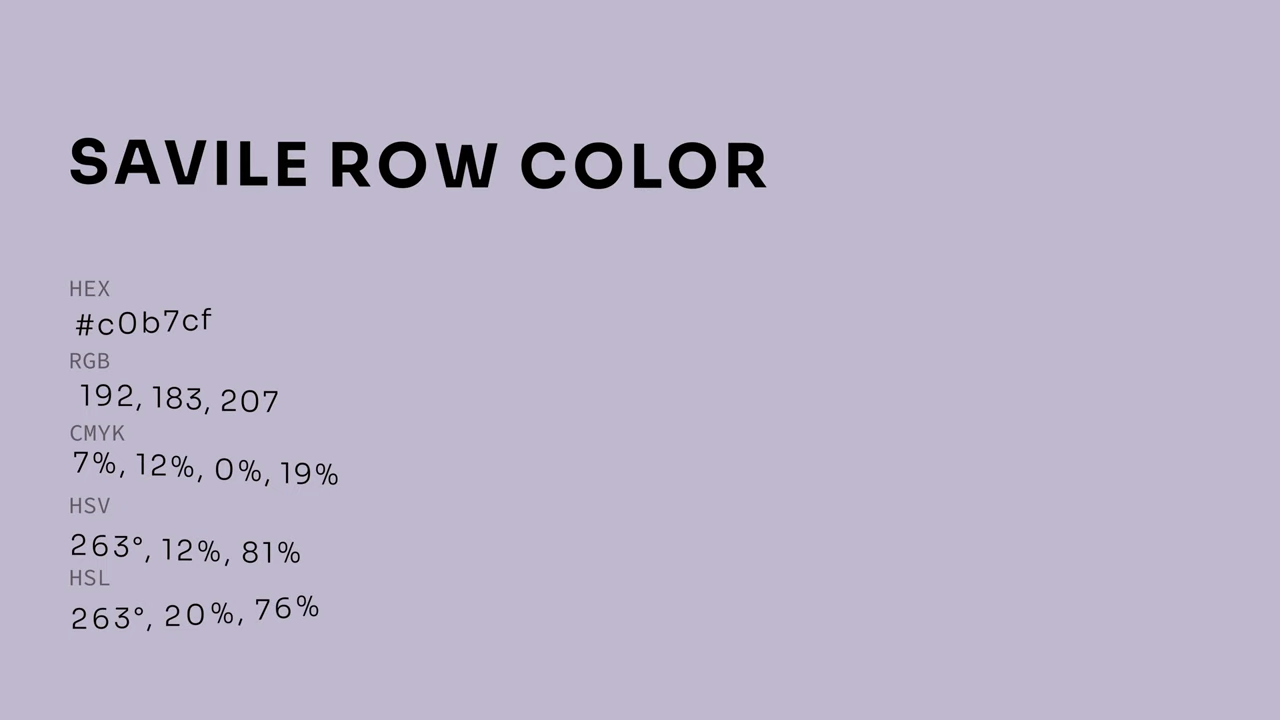 SAVILE ROW COLOR
HEX
#c0b7cf
RGB
192, 183, 207
CMYK
7%, 12%, 0%, 19%
HSV
263°, 12%, 81%
HSL
263°, 20%, 76%